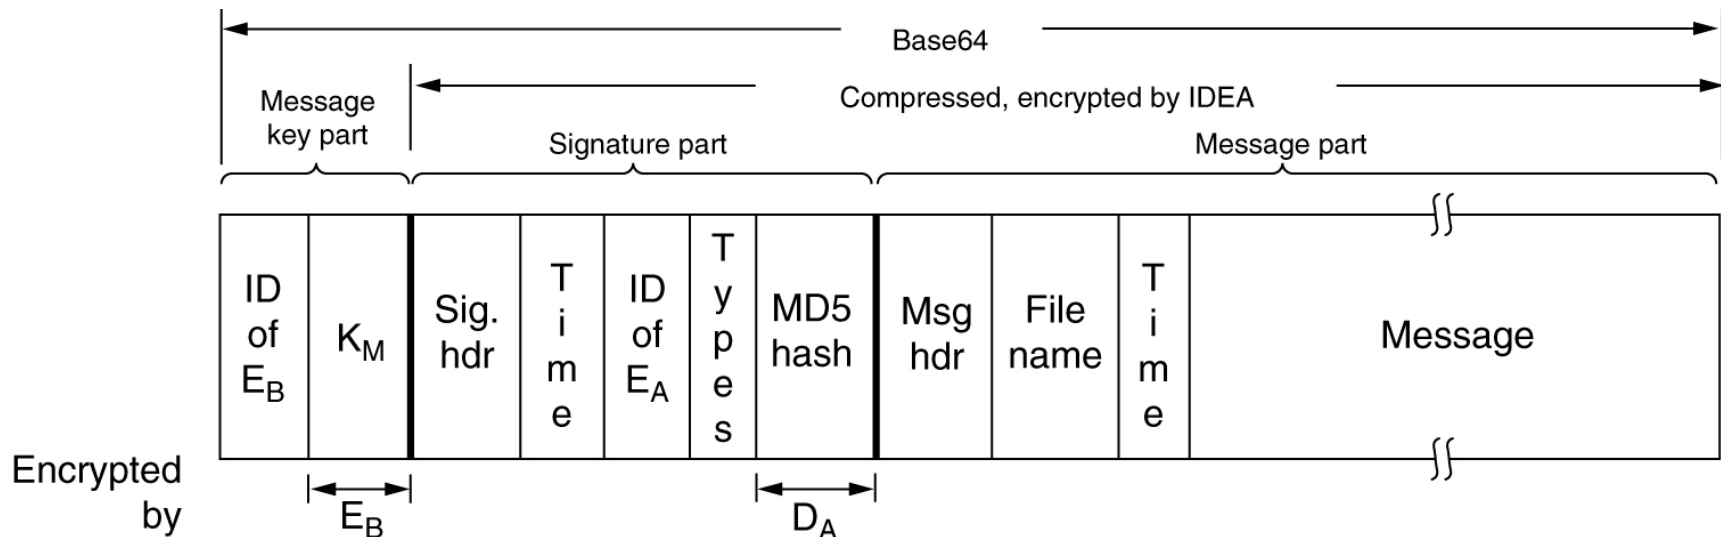 Base64
Message
key part
Compressed, encrypted by IDEA
Signature part
Message part
ID
of
E_B
K_M
Sig.
hdr
T
i
m
e
ID
of
E_A
T
y
p
e
s
MD5
hash
Msg
hdr
File
name
T
i
m
e
Message
Encrypted
by
E_B
D_A